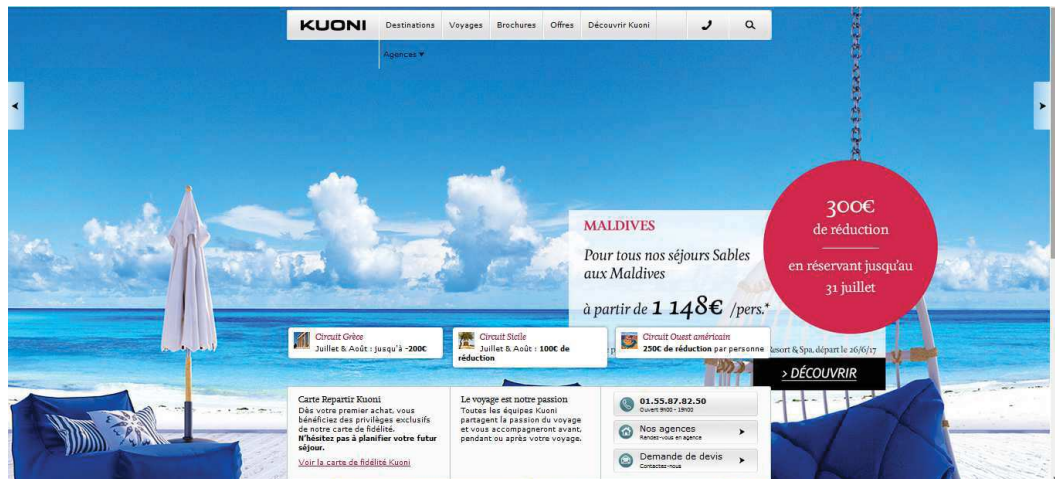 KUONI
Destinations
Voyages
Brochures
Offres
Découvrir Kuoni
Agences
300€
de réduction
en réservant jusqu'au
31 juillet
MALDIVES
Pour tous nos séjours Sables
aux Maldives
à partir de 1 148€ /pers.*
Circuit Grèce
Juillet & Août : jusqu'à -200€
Circuit Sicile
Juillet & Août : 100€ de
réduction
Circuit Ouest américain
250€ de réduction par personne
Resort & Spa, départ le 26/6/17
> DÉCOUVRIR
Carte Repartir Kuoni
Dès votre premier achat, vous
bénéficiez des privilèges exclusifs
de notre carte de fidélité.
N'hésitez pas à planifier votre futur
séjour.
Voir la carte de fidélité Kuoni
Le voyage est notre passion
Toutes les équipes Kuoni
partagent la passion du voyage
et vous accompagneront avant,
pendant ou après votre voyage.
01.55.87.82.50
Ouvert 9h00 - 19h00
Nos agences
Rendez-vous en agence
Demande de devis
Contactez-nous